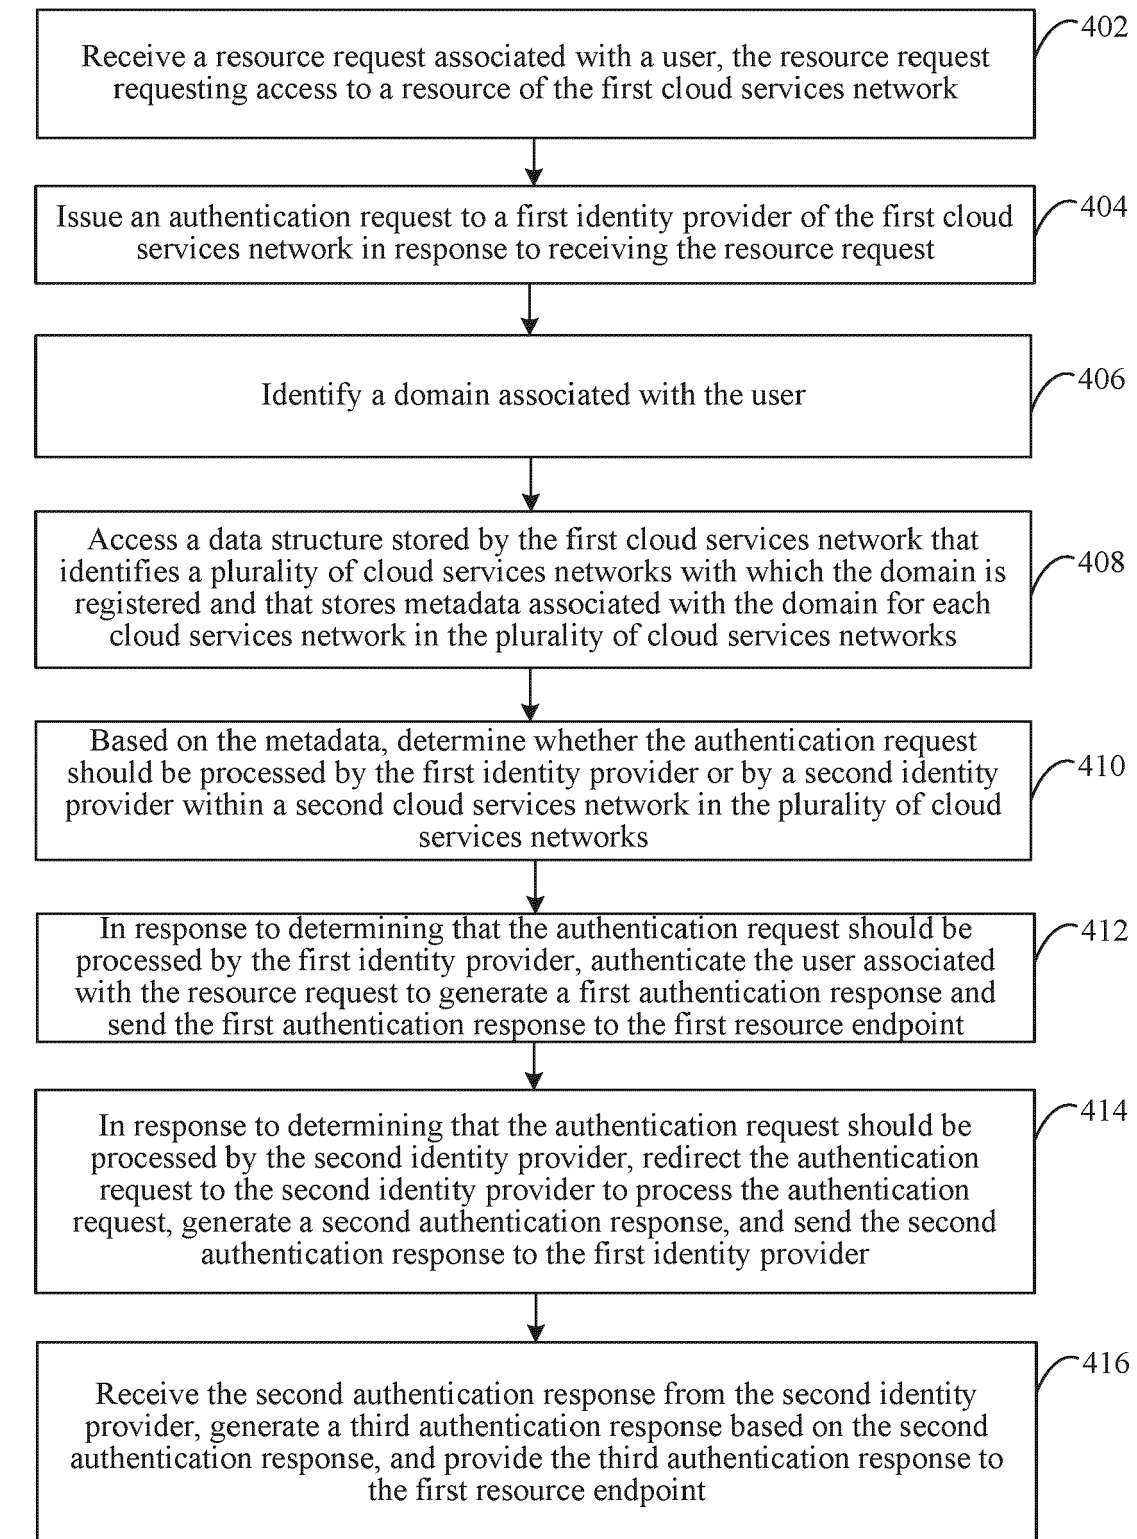 402
Receive a resource request associated with a user, the resource request
requesting access to a resource of the first cloud services network
404
Issue an authentication request to a first identity provider of the first cloud
services network in response to receiving the resource request
406
Identify a domain associated with the user
408
Access a data structure stored by the first cloud services network that
identifies a plurality of cloud services networks with which the domain is
registered and that stores metadata associated with the domain for each
cloud services network in the plurality of cloud services networks
410
Based on the metadata, determine whether the authentication request
should be processed by the first identity provider or by a second identity
provider within a second cloud services network in the plurality of cloud
services networks
412
In response to determining that the authentication request should be
processed by the first identity provider, authenticate the user associated
with the resource request to generate a first authentication response and
send the first authentication response to the first resource endpoint
414
In response to determining that the authentication request should be
processed by the second identity provider, redirect the authentication
request to the second identity provider to process the authentication
request, generate a second authentication response, and send the second
authentication response to the first identity provider
416
Receive the second authentication response from the second identity
provider, generate a third authentication response based on the second
authentication response, and provide the third authentication response to
the first resource endpoint